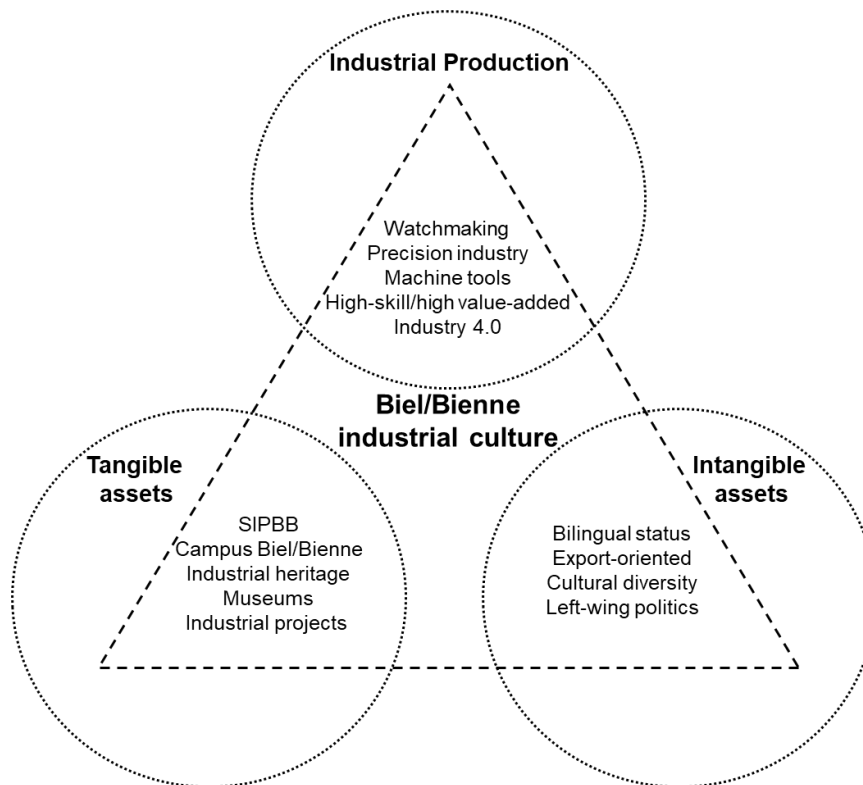 Industrial Production
Watchmaking
Precision industry
Machine tools
High-skill/high value-added
Industry 4.0
Biel/Bienne
industrial culture
Tangible
assets
SIPBB
Campus Biel/Bienne
Industrial heritage
Museums
Industrial projects
Intangible
assets
Bilingual status
Export-oriented
Cultural diversity
Left-wing politics